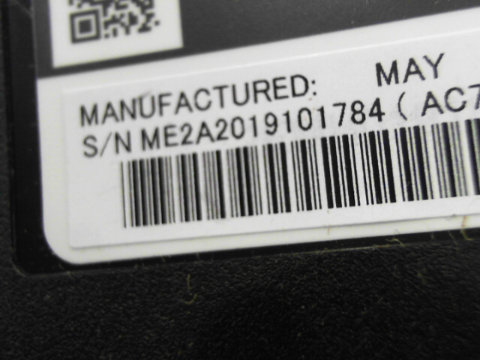 MANUFACTURED: MAY
S/N ME2A2019101784 ( AC7